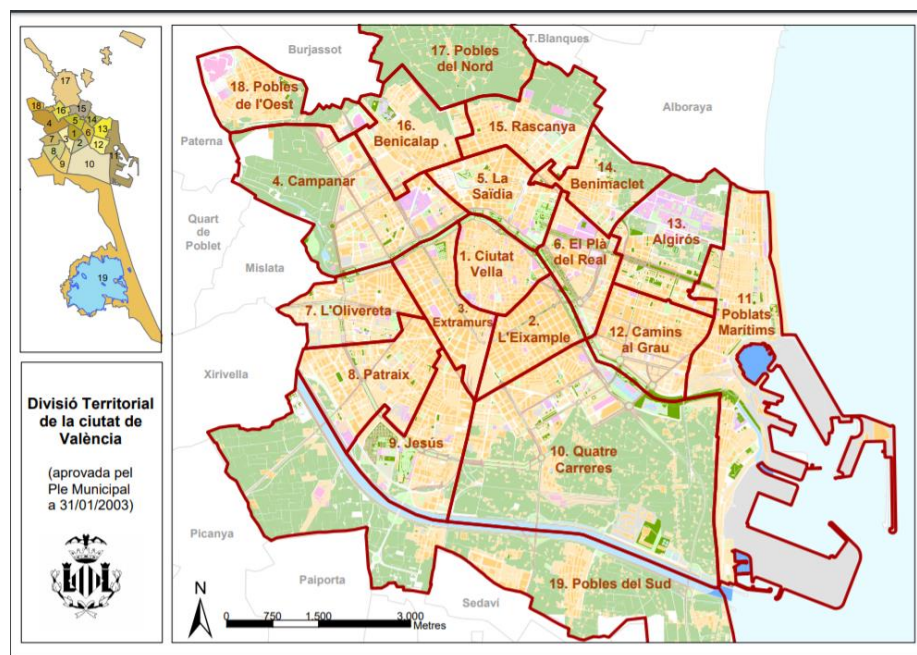 17
18
16
15
4
5
14
1
6
13
7
3
2
12
11
8
9
10
19
Divisió Territorial
de la ciutat de
València
(aprovada pel
Ple Municipal
a 31/01/2003)
Burjassot
T.Blanques
17. Pobles
del Nord
18. Pobles
de l'Oest
Alboraya
16.
Benicalap
15. Rascanya
Paterna
4. Campanar
5. La
Saïdia
14.
Benimaclet
Quart
de
Poblet
13.
Algirós
6. El Plà
del Real
1. Ciutat
Vella
Mislata
7. L'Olivereta
3.
Extramurs
2.
L'Eixample
11.
Poblats
Marítims
12. Camins
al Grau
Xirivella
8. Patraix
9. Jesús
10. Quatre
Carreres
Picanya
Paiporta
19. Pobles del Sud
Sedaví
N
0 750 1.500 3.000
Metres